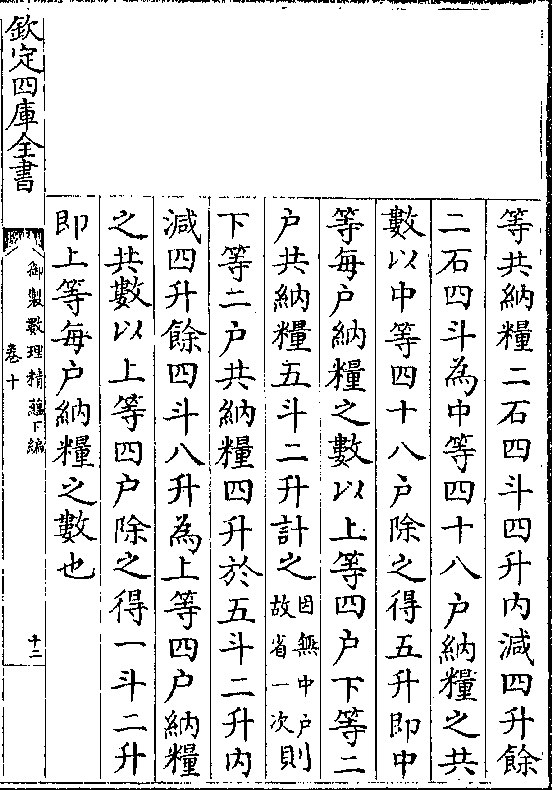 等共納糧二石四斗四升内減四升餘
二石四斗為中等四十八户納糧之共
數以中等四十八户除之得五升即中
等每户納糧之數以上等四户下等二
户共納糧五斗二升計之因無中户故省一次則
下等二户共納糧四升於五斗二升内
減四升餘四斗八升為上等四户納糧
之共數以上等四户除之得一斗二升
即上等每户納糧之數也
欽定四庫全書
御製數理精蘊下編
卷十
十二